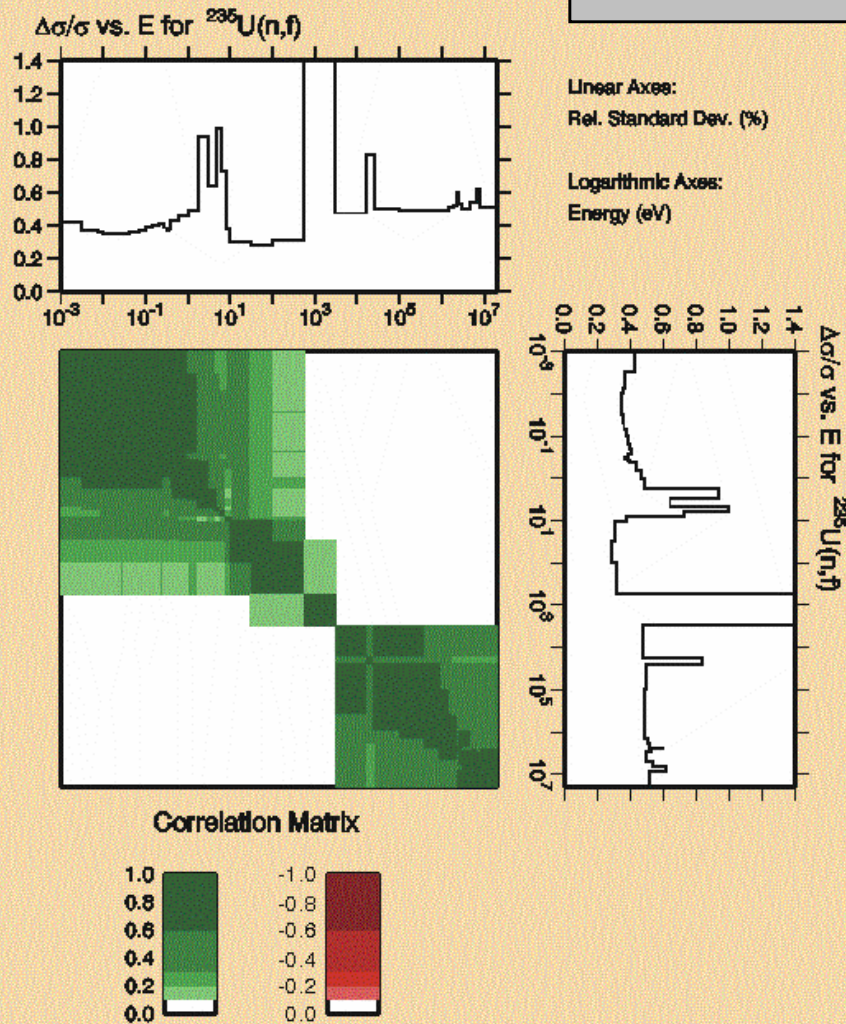 Δσ/σ vs. E for ²³⁵U(n,f)
1.4
1.2
1.0
0.8
0.6
0.4
0.2
0.0
10⁻³ 10⁻¹ 10¹ 10³ 10⁵ 10⁷
Linear Axes:
Rel. Standard Dev. (%)
Logarithmic Axes:
Energy (eV)
0.0 0.2 0.4 0.6 0.8 1.0 1.2 1.4
Δσ/σ vs. E for ²³⁵U(n,f)
10⁻³
10⁻¹
10¹
10³
10⁵
10⁷
Correlation Matrix
1.0
0.8
0.6
0.4
0.2
0.0
-1.0
-0.8
-0.6
-0.4
-0.2
0.0